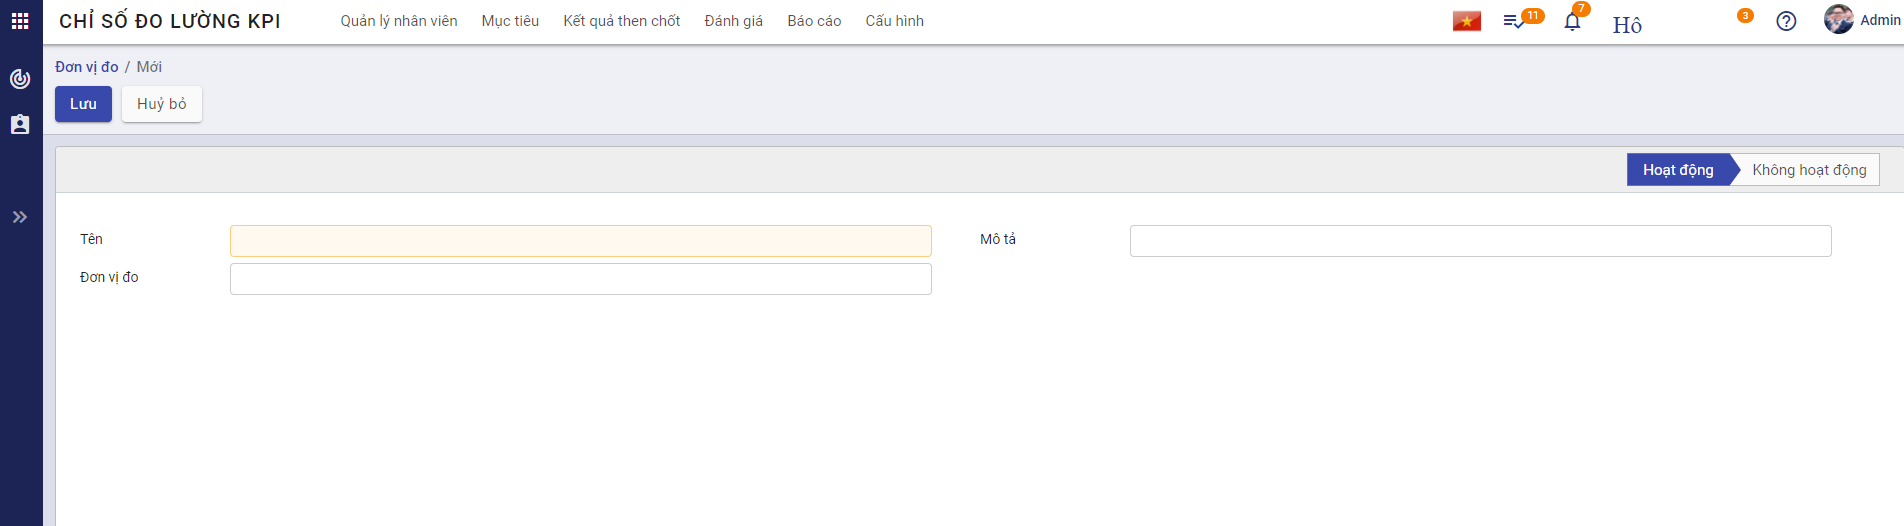 CHỈ SỐ ĐO LƯỜNG KPI Quản lý nhân viên Mục tiêu Kết quả then chốt Đánh giá Báo cáo Cấu hình 11 7 Hô 3 Admin
Đơn vị đo / Mới
Lưu Huỷ bỏ
Hoạt động Không hoạt động
Tên Mô tả
Đơn vị đo